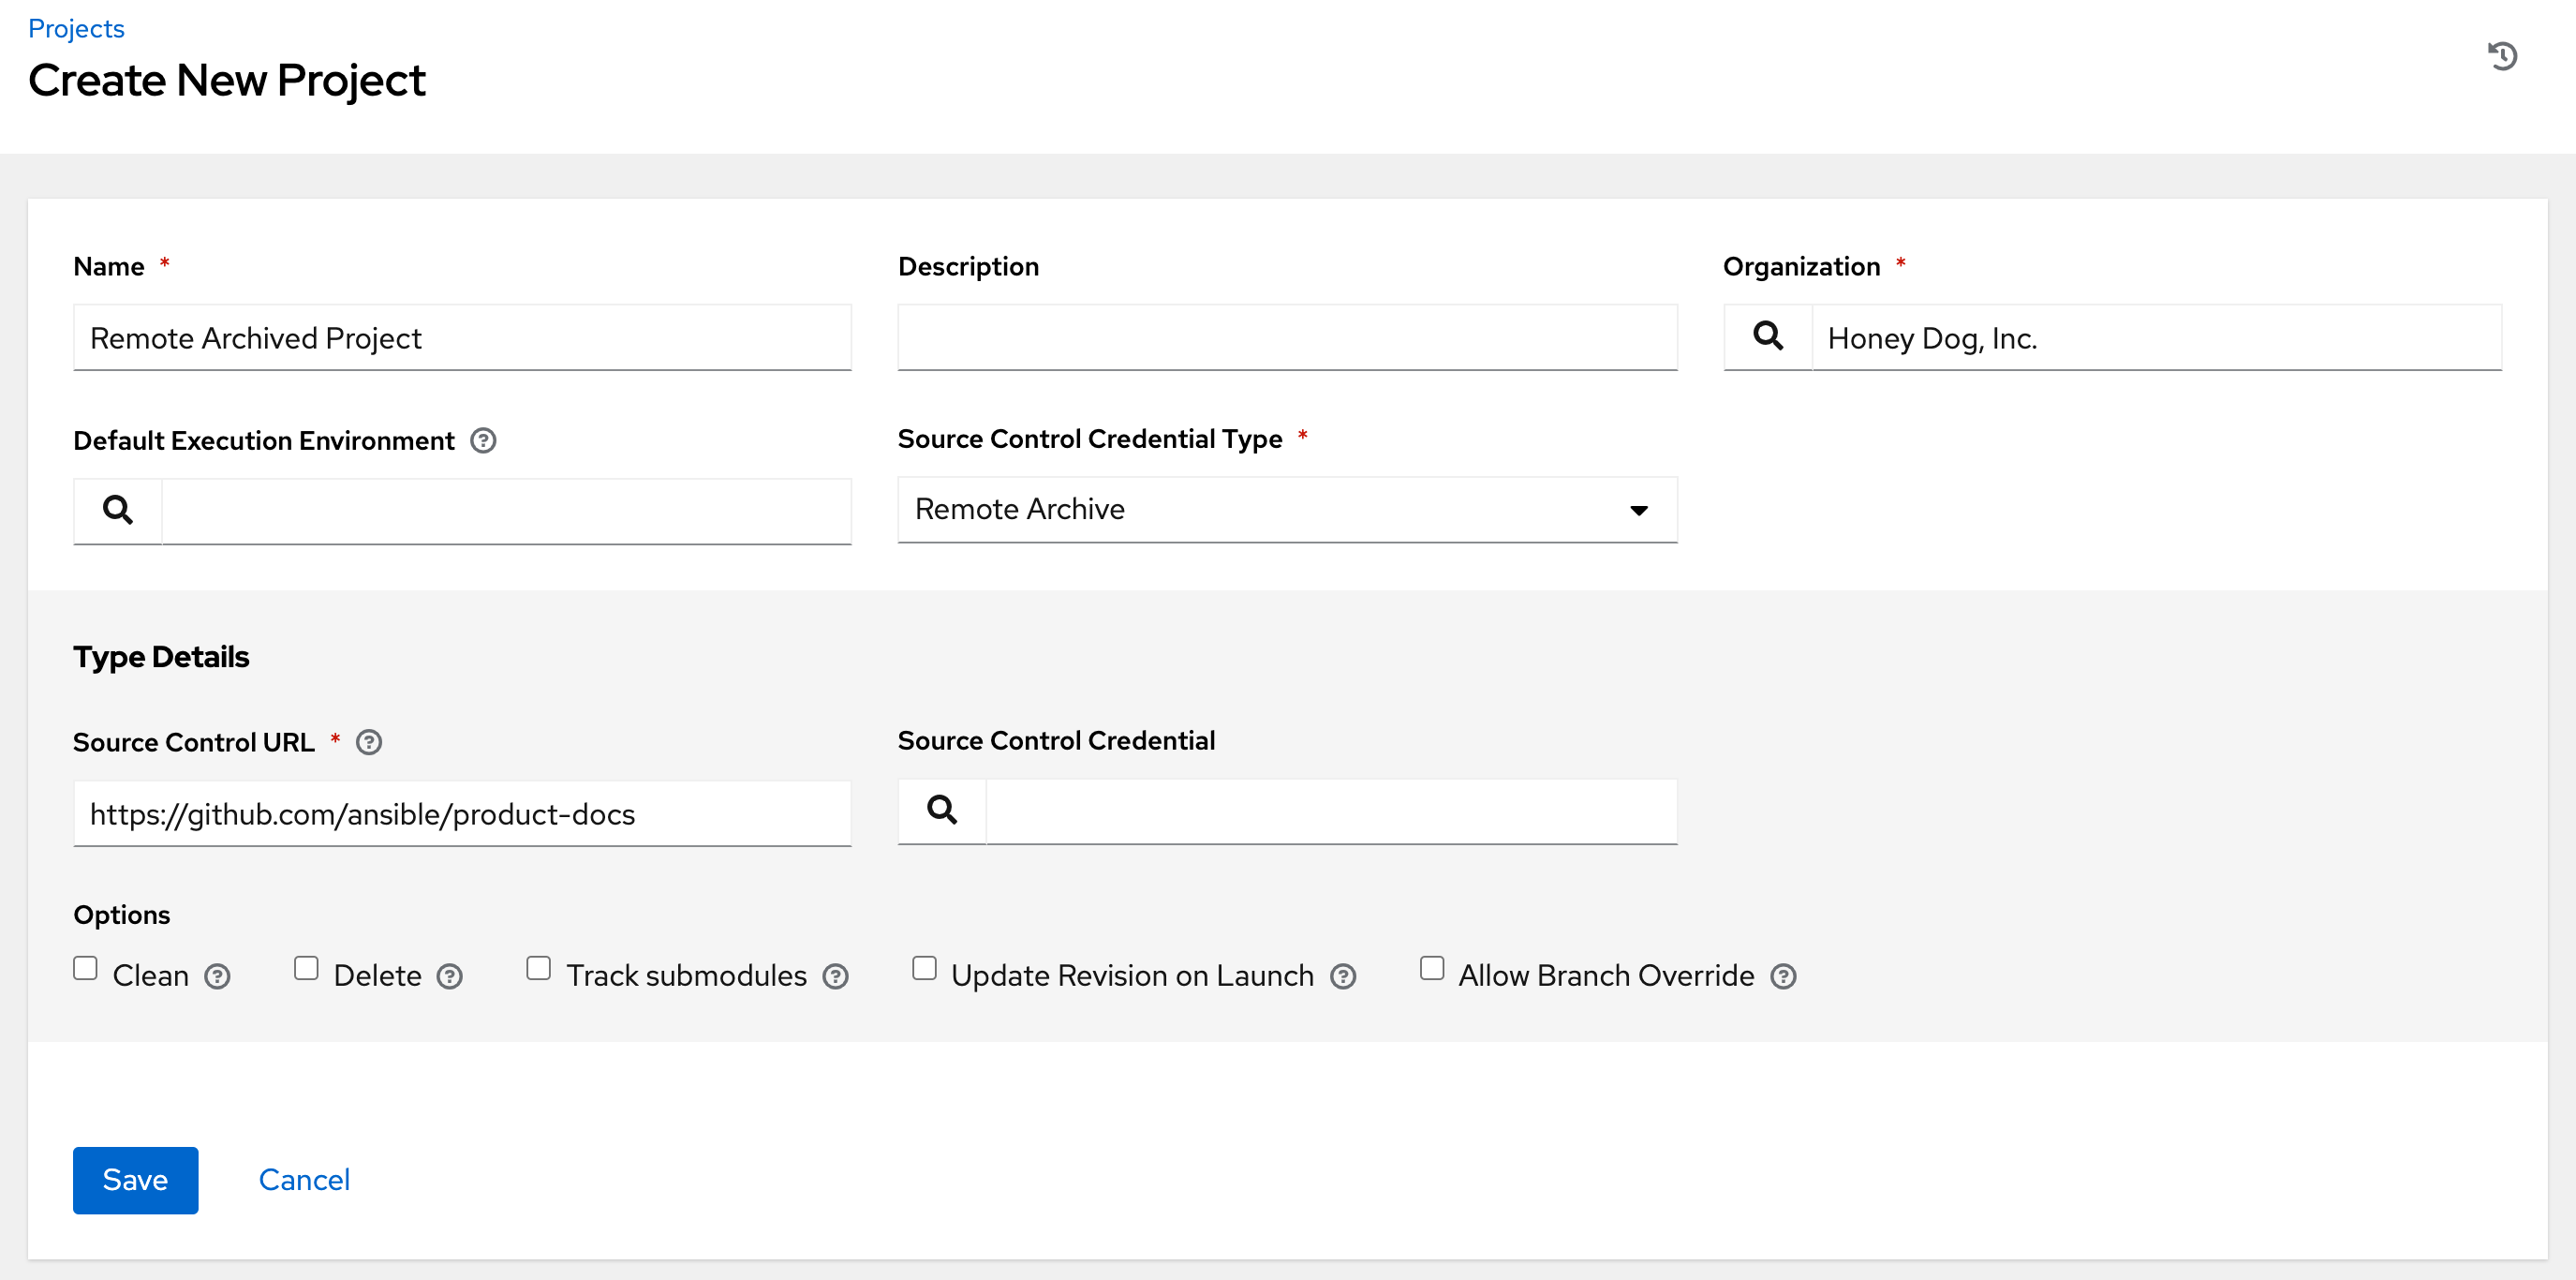 Projects
Create New Project
Name * Description Organization *
Remote Archived Project Honey Dog, Inc.
Default Execution Environment Source Control Credential Type *
Remote Archive
Type Details
Source Control URL * Source Control Credential
https://github.com/ansible/product-docs
Options
Clean Delete Track submodules Update Revision on Launch Allow Branch Override
Save Cancel